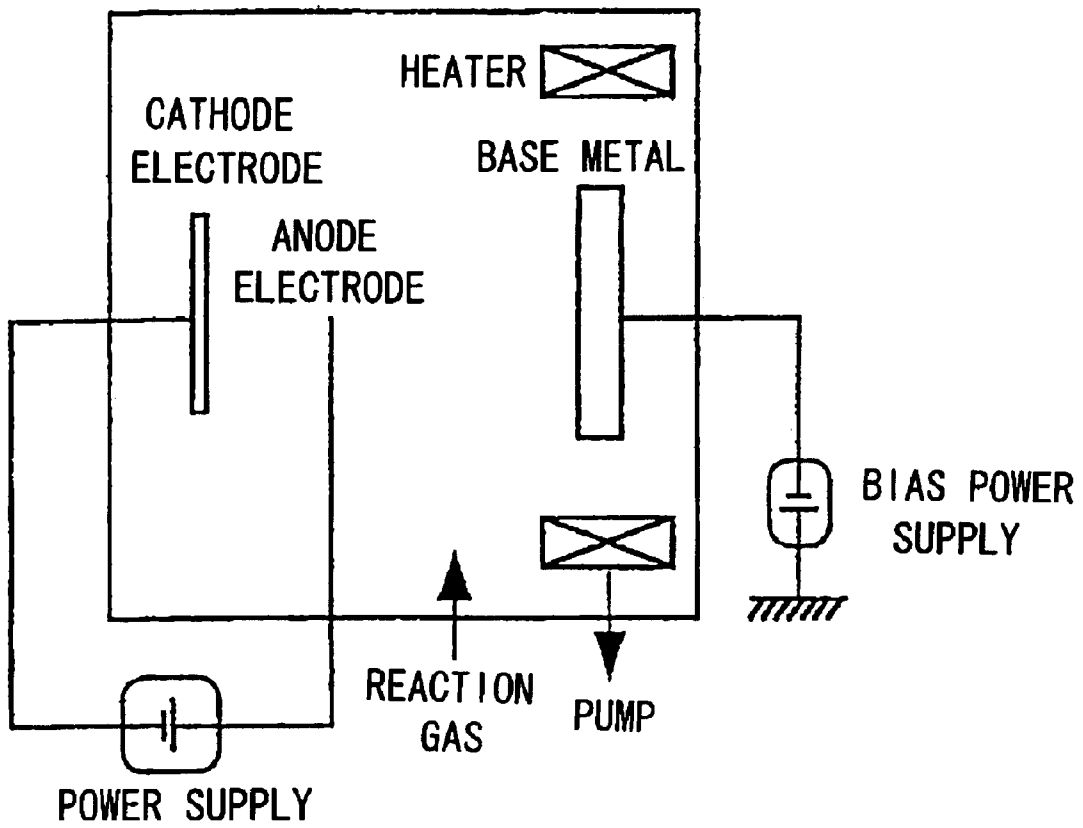 HEATER
CATHODE
ELECTRODE
BASE METAL
ANODE
ELECTRODE
BIAS POWER
SUPPLY
REACTION
GAS
PUMP
POWER SUPPLY